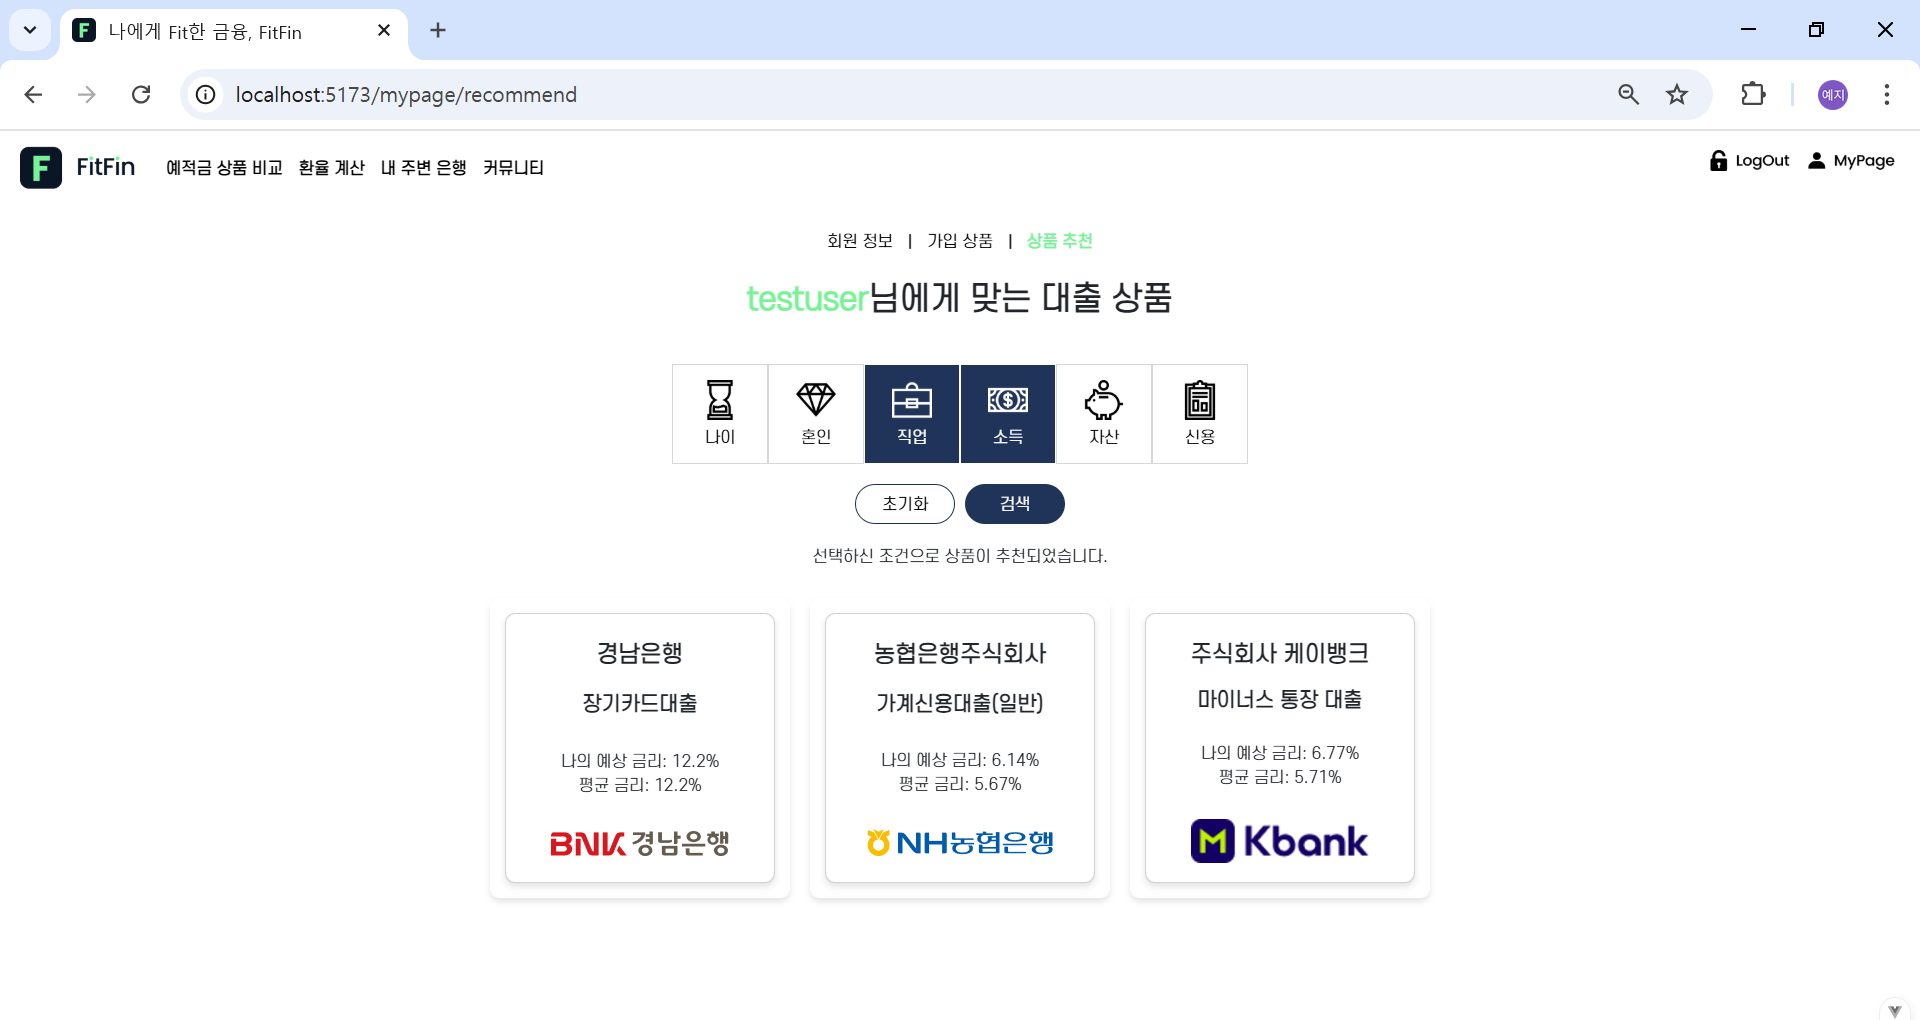 나에게 Fit한 금융, FitFin
localhost:5173/mypage/recommend
예지
F FitFin 예적금 상품 비교 환율 계산 내 주변 은행 커뮤니티 LogOut MyPage
회원 정보 | 가입 상품 | 상품 추천
testuser님에게 맞는 대출 상품
나이 혼인 직업 소득 자산 신용
초기화 검색
선택하신 조건으로 상품이 추천되었습니다.
경남은행
장기카드대출
나의 예상 금리: 12.2%
평균 금리: 12.2%
BNK 경남은행
농협은행주식회사
가계신용대출(일반)
나의 예상 금리: 6.14%
평균 금리: 5.67%
NH농협은행
주식회사 케이뱅크
마이너스 통장 대출
나의 예상 금리: 6.77%
평균 금리: 5.71%
Kbank